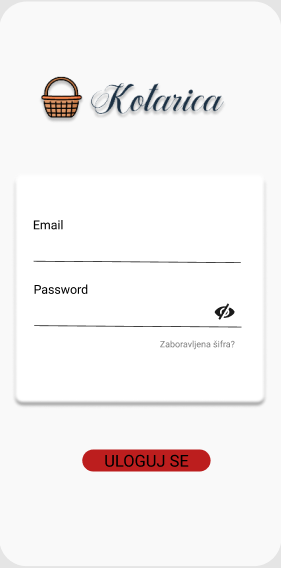 Kotarica
Email
Password
Zaboravljena šifra?
ULOGUJ SE